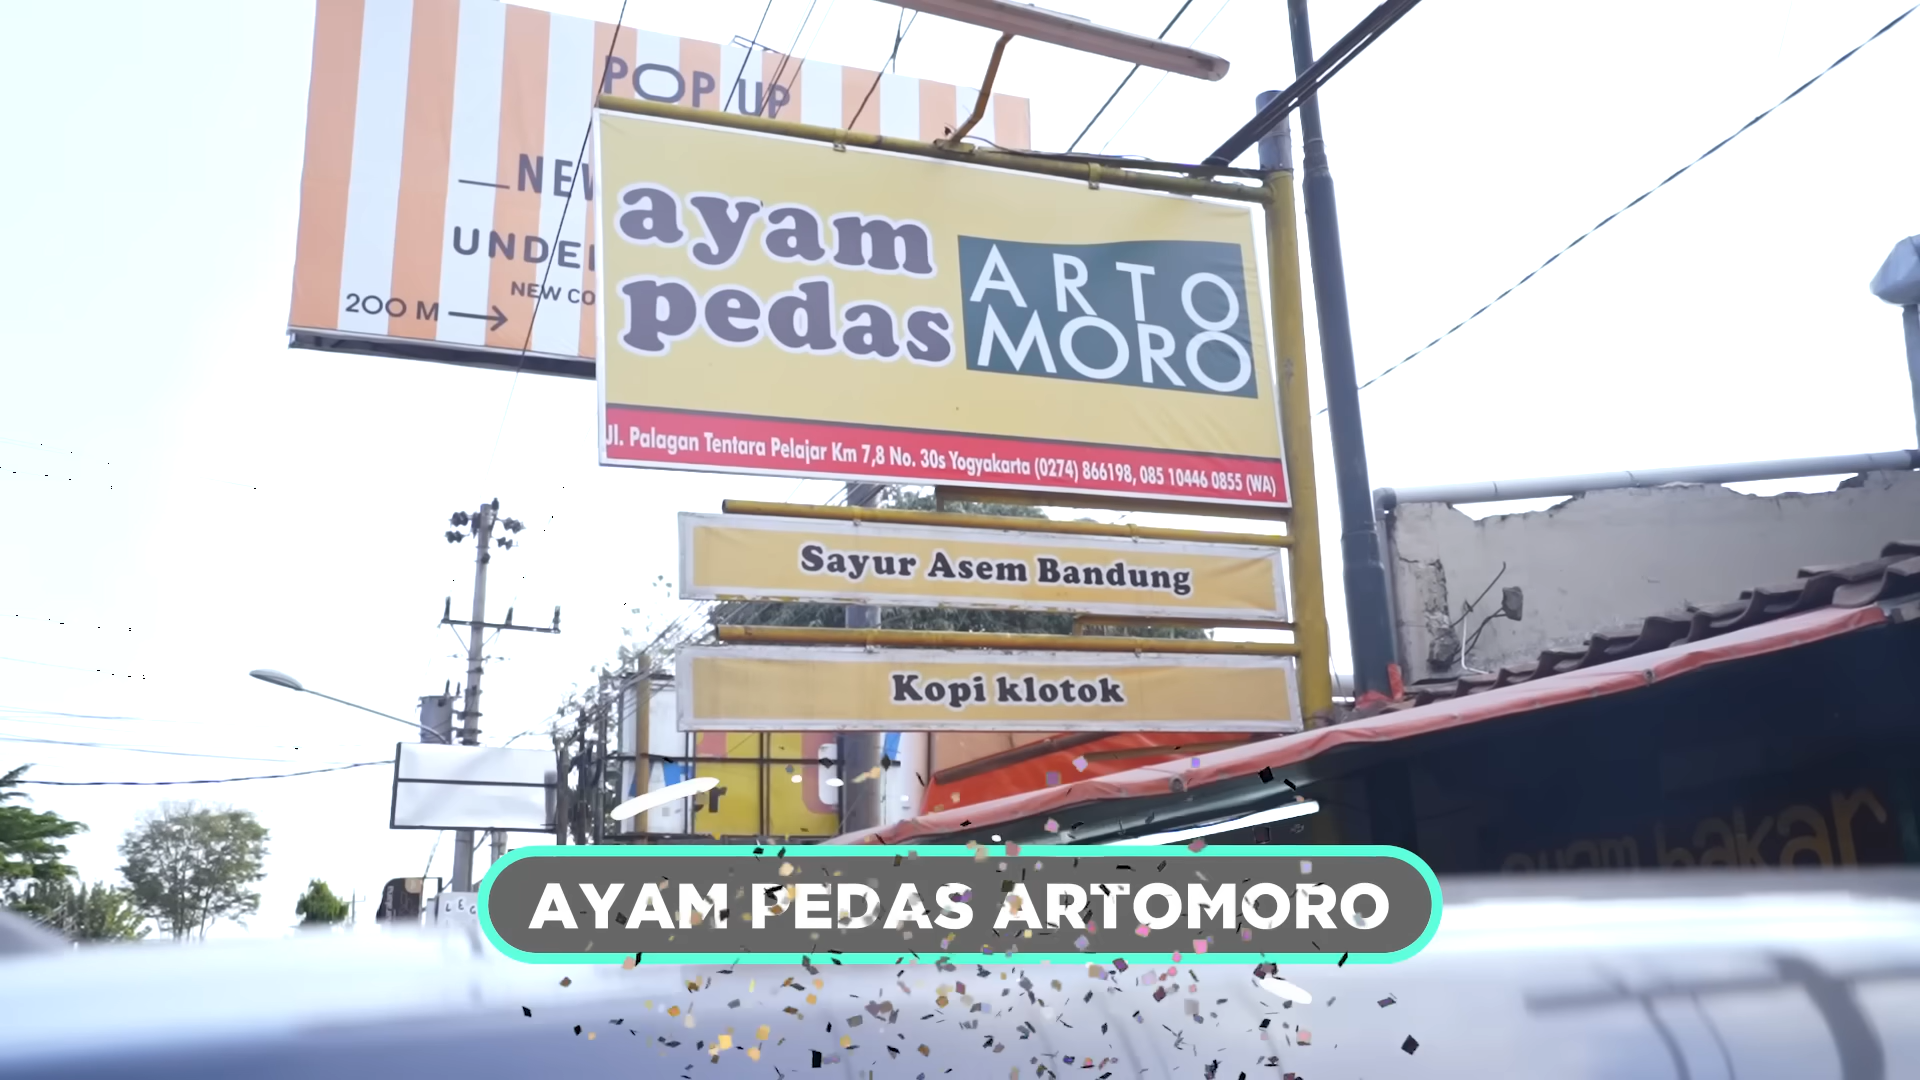 POP UP
NEW
UNDE
NEW CO
200 M
ayam
pedas
ARTO
MORO
Jl. Palagan Tentara Pelajar Km 7,8 No. 30s Yogyakarta (0274) 866198, 085 10446 0855 (WA)
Sayur Asem Bandung
Kopi klotok
ayam bakar
AYAM PEDAS ARTOMORO